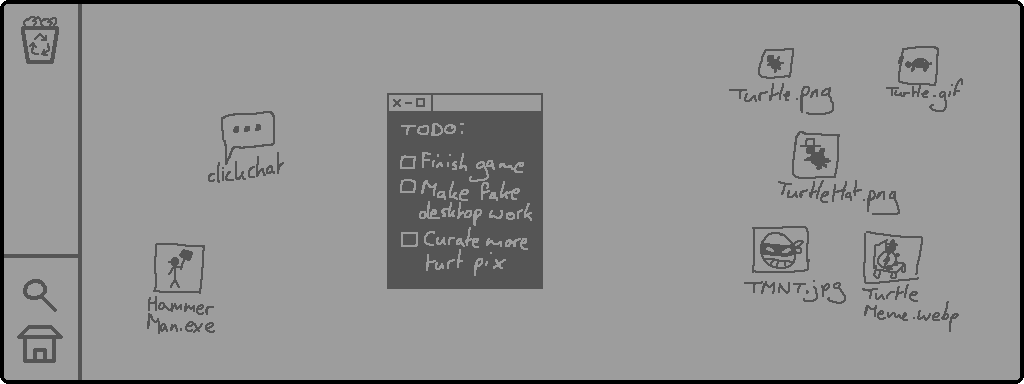 clickchat
Hammer
Man.exe
x - □
TODO:
Finish game
Make fake
desktop work
Curate more
turt pix
Turtle.png
Turtle.gif
TurtleHat.png
TMNT.jpg
Turtle
Meme.webp